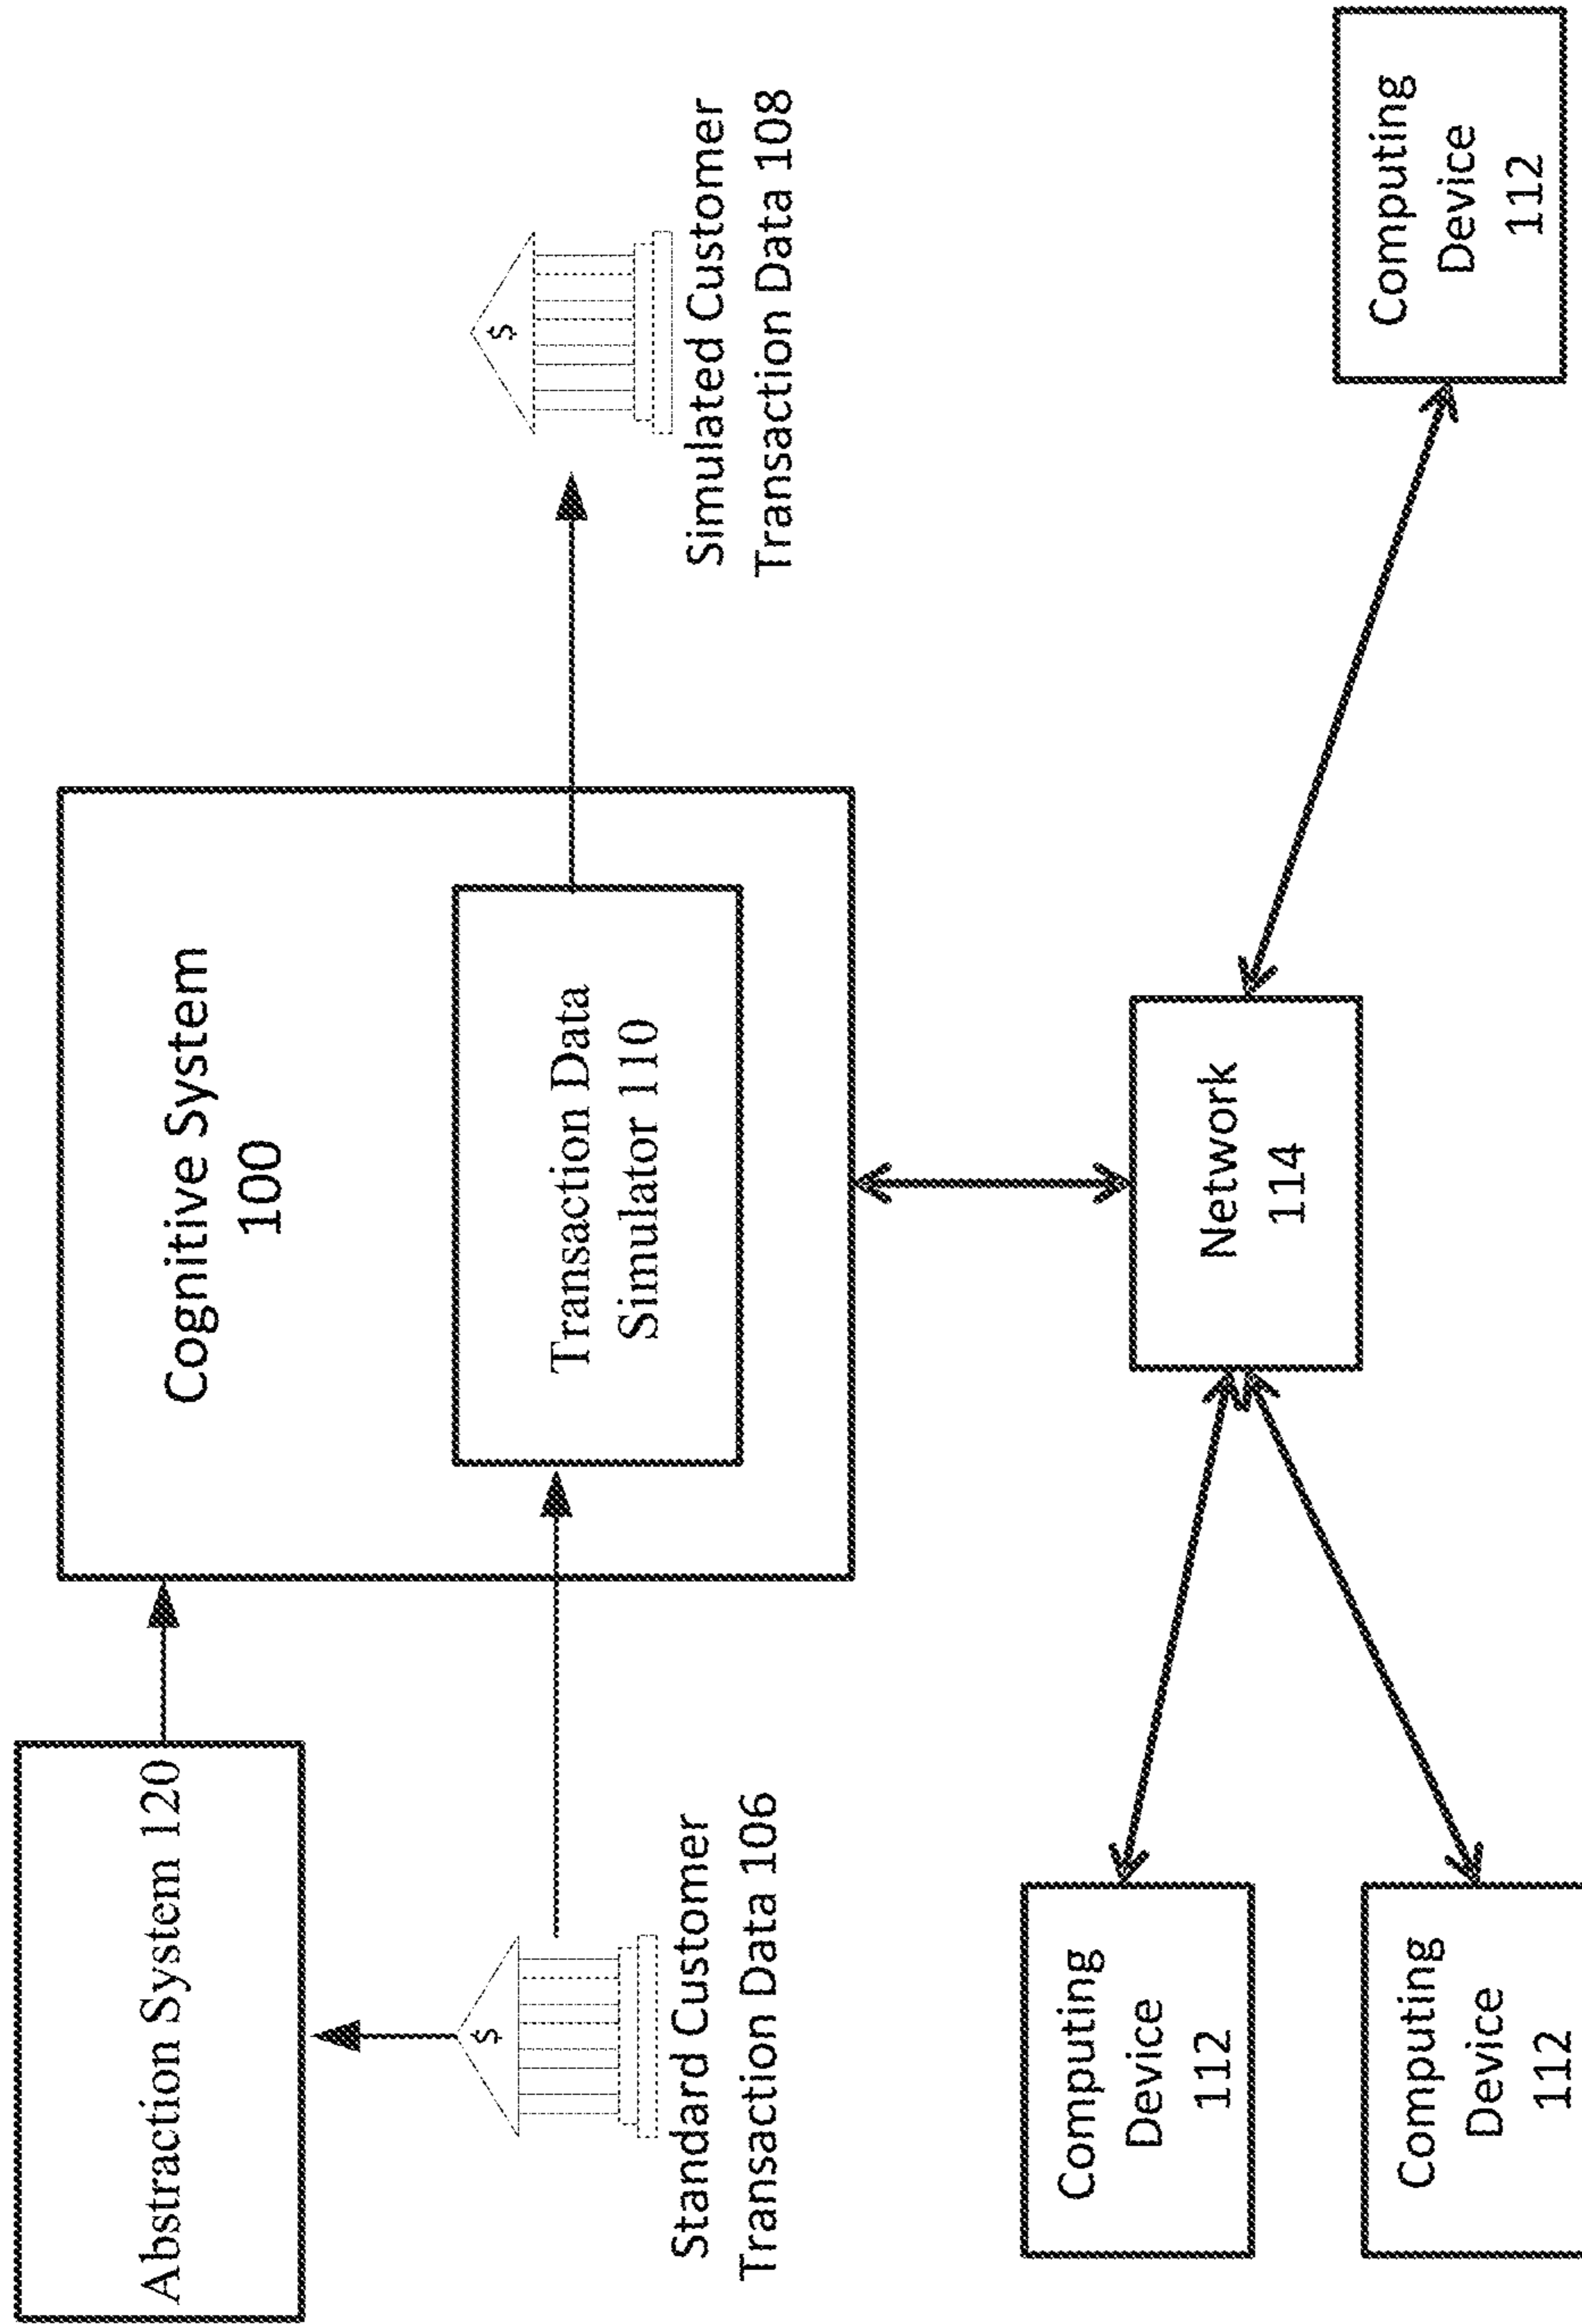 Abstraction System 120
$
Standard Customer
Transaction Data 106
Cognitive System
100
Transaction Data
Simulator 110
$
Simulated Customer
Transaction Data 108
Computing
Device
112
Computing
Device
112
Network
114
Computing
Device
112